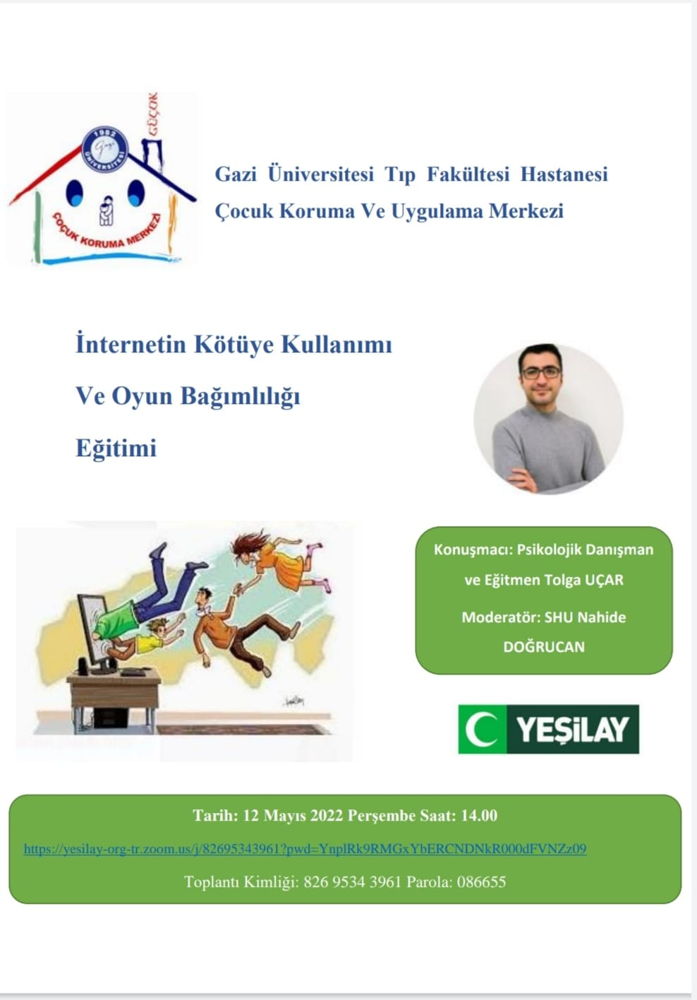 GÜÇOK
1982
Gazi
ÜNİVERSİTESİ
ÇOÇUK KORUMA MERKEZİ
Gazi Üniversitesi Tıp Fakültesi Hastanesi
Çocuk Koruma Ve Uygulama Merkezi
İnternetin Kötüye Kullanımı
Ve Oyun Bağımlılığı
Eğitimi
Konuşmacı: Psikolojik Danışman
ve Eğitmen Tolga UÇAR
Moderatör: SHU Nahide
DOĞRUCAN
YEŞİLAY
Tarih: 12 Mayıs 2022 Perşembe Saat: 14.00
https://yesilay-org-tr.zoom.us/j/82695343961?pwd=YnplRk9RMGxYbERCNDNkR000dFVNZz09
Toplantı Kimliği: 826 9534 3961 Parola: 086655